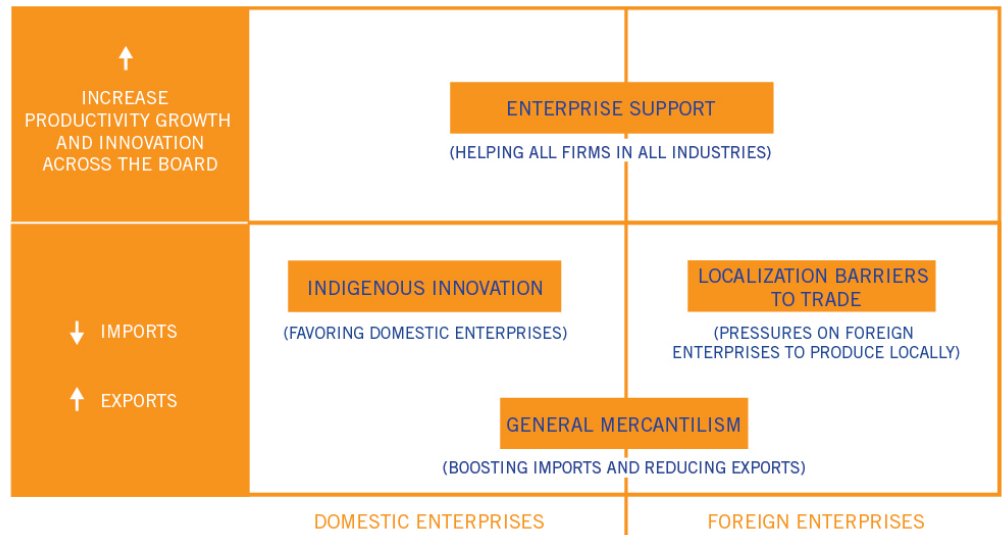 INCREASE
PRODUCTIVITY GROWTH
AND INNOVATION
ACROSS THE BOARD
ENTERPRISE SUPPORT
(HELPING ALL FIRMS IN ALL INDUSTRIES)
IMPORTS
EXPORTS
INDIGENOUS INNOVATION
(FAVORING DOMESTIC ENTERPRISES)
LOCALIZATION BARRIERS
TO TRADE
(PRESSURES ON FOREIGN
ENTERPRISES TO PRODUCE LOCALLY)
GENERAL MERCANTILISM
(BOOSTING IMPORTS AND REDUCING EXPORTS)
DOMESTIC ENTERPRISES
FOREIGN ENTERPRISES